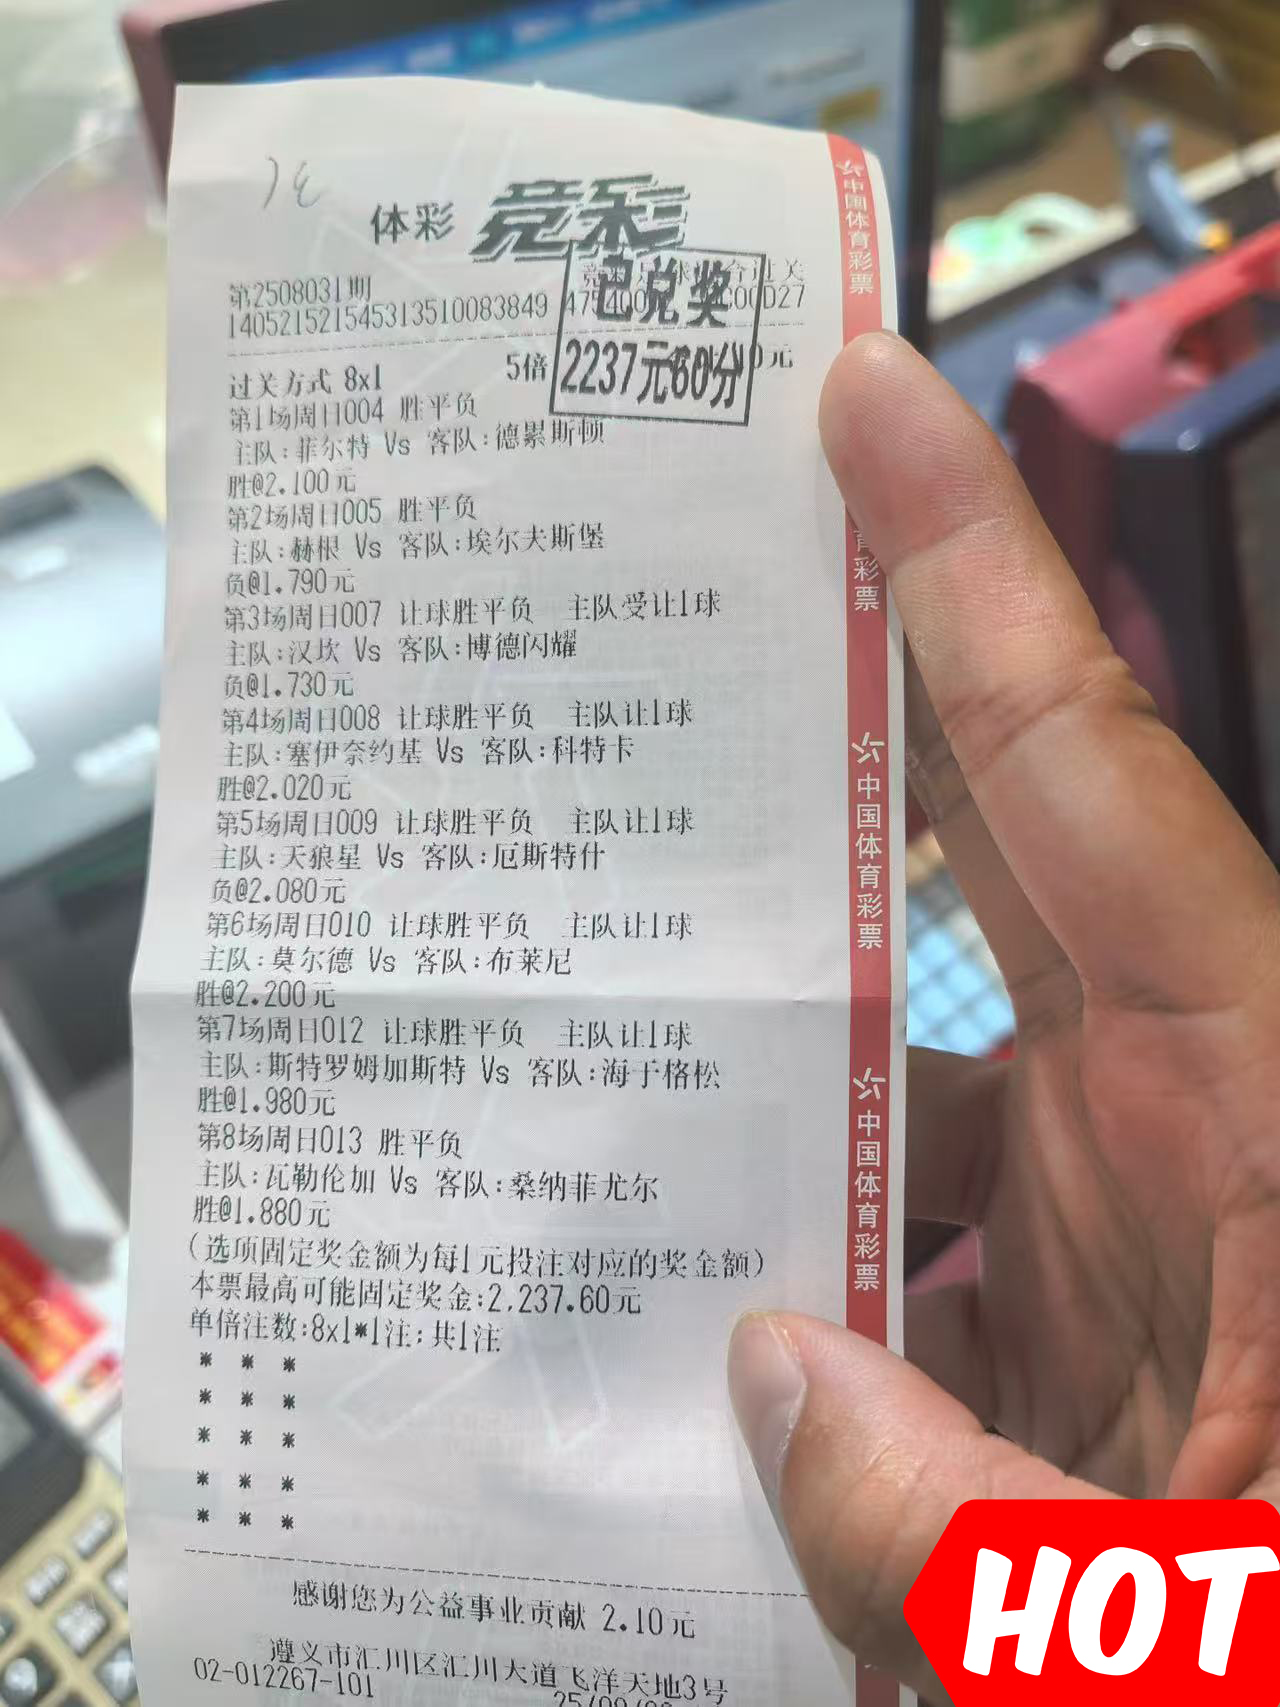 体彩 竞彩
第2508031期
140521521545313510083849
已兑奖
2237元60分
过关方式 8x1
5倍
第1场周日004 胜平负
主队:菲尔特 Vs 客队:德累斯顿
胜@2.100元
第2场周日005 胜平负
主队:赫根 Vs 客队:埃尔夫斯堡
负@1.790元
第3场周日007 让球胜平负 主队受让1球
主队:汉坎 Vs 客队:博德闪耀
负@1.730元
第4场周日008 让球胜平负 主队让1球
主队:塞伊奈约基 Vs 客队:科特卡
胜@2.020元
第5场周日009 让球胜平负 主队让1球
主队:天狼星 Vs 客队:厄斯特什
负@2.080元
第6场周日010 让球胜平负 主队让1球
主队:莫尔德 Vs 客队:布莱尼
胜@2.200元
第7场周日012 让球胜平负 主队让1球
主队:斯特罗姆加斯特 Vs 客队:海于格松
胜@1.980元
第8场周日013 胜平负
主队:瓦勒伦加 Vs 客队:桑纳菲尤尔
胜@1.880元
(选项固定奖金额为每1元投注对应的奖金额)
本票最高可能固定奖金:2,237.60元
单倍注数:8x1*1注;共1注
* * *
* * *
* * *
* * *
* * *
感谢您为公益事业贡献 2.10元
遵义市汇川区汇川大道飞洋天地3号
02-012267-101
中国体育彩票
育彩票
中国体育彩票
中国体育彩票
HOT